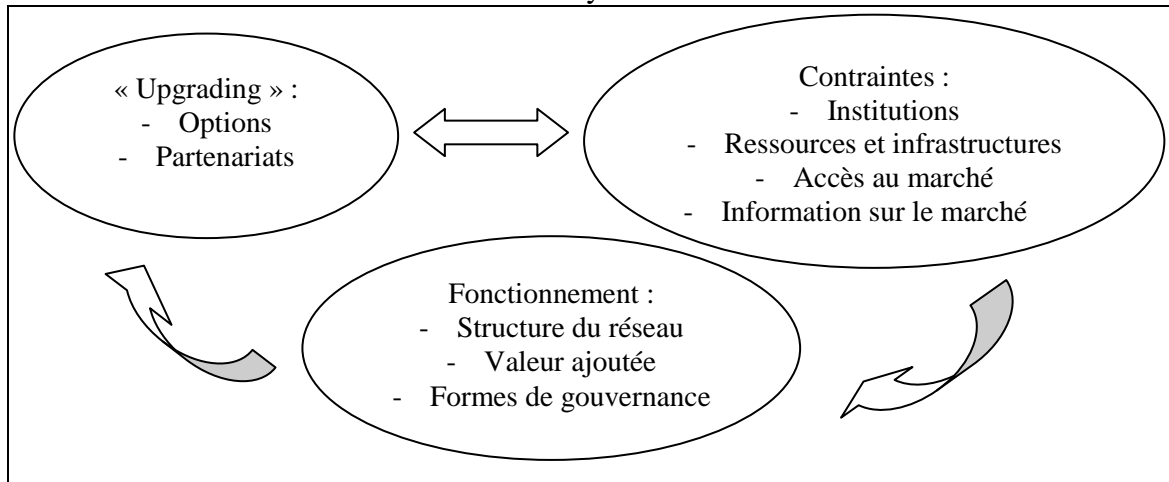 « Upgrading » :
- Options
- Partenariats
Contraintes :
- Institutions
- Ressources et infrastructures
- Accès au marché
- Information sur le marché
Fonctionnement :
- Structure du réseau
- Valeur ajoutée
- Formes de gouvernance